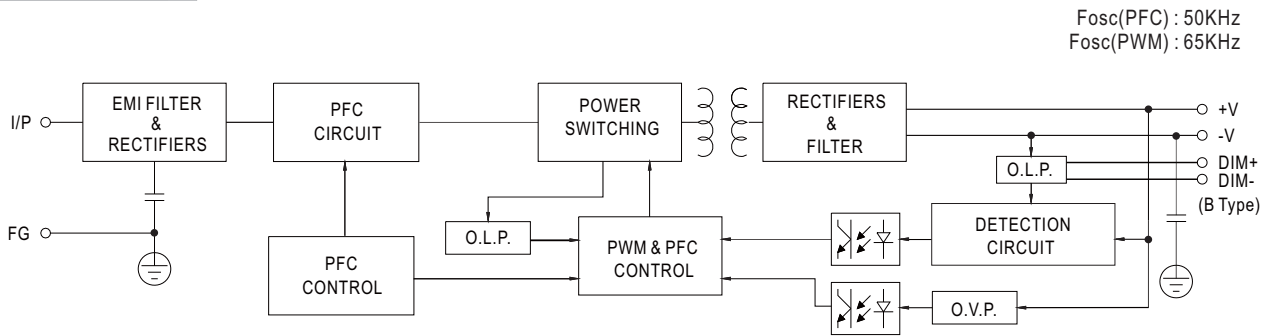 Fosc(PFC) : 50KHz
Fosc(PWM) : 65KHz
I/P
EMI FILTER
&
RECTIFIERS
PFC
CIRCUIT
POWER
SWITCHING
RECTIFIERS
&
FILTER
+V
-V
O.L.P.
DIM+
DIM-
(B Type)
FG
PFC
CONTROL
O.L.P.
PWM & PFC
CONTROL
DETECTION
CIRCUIT
O.V.P.